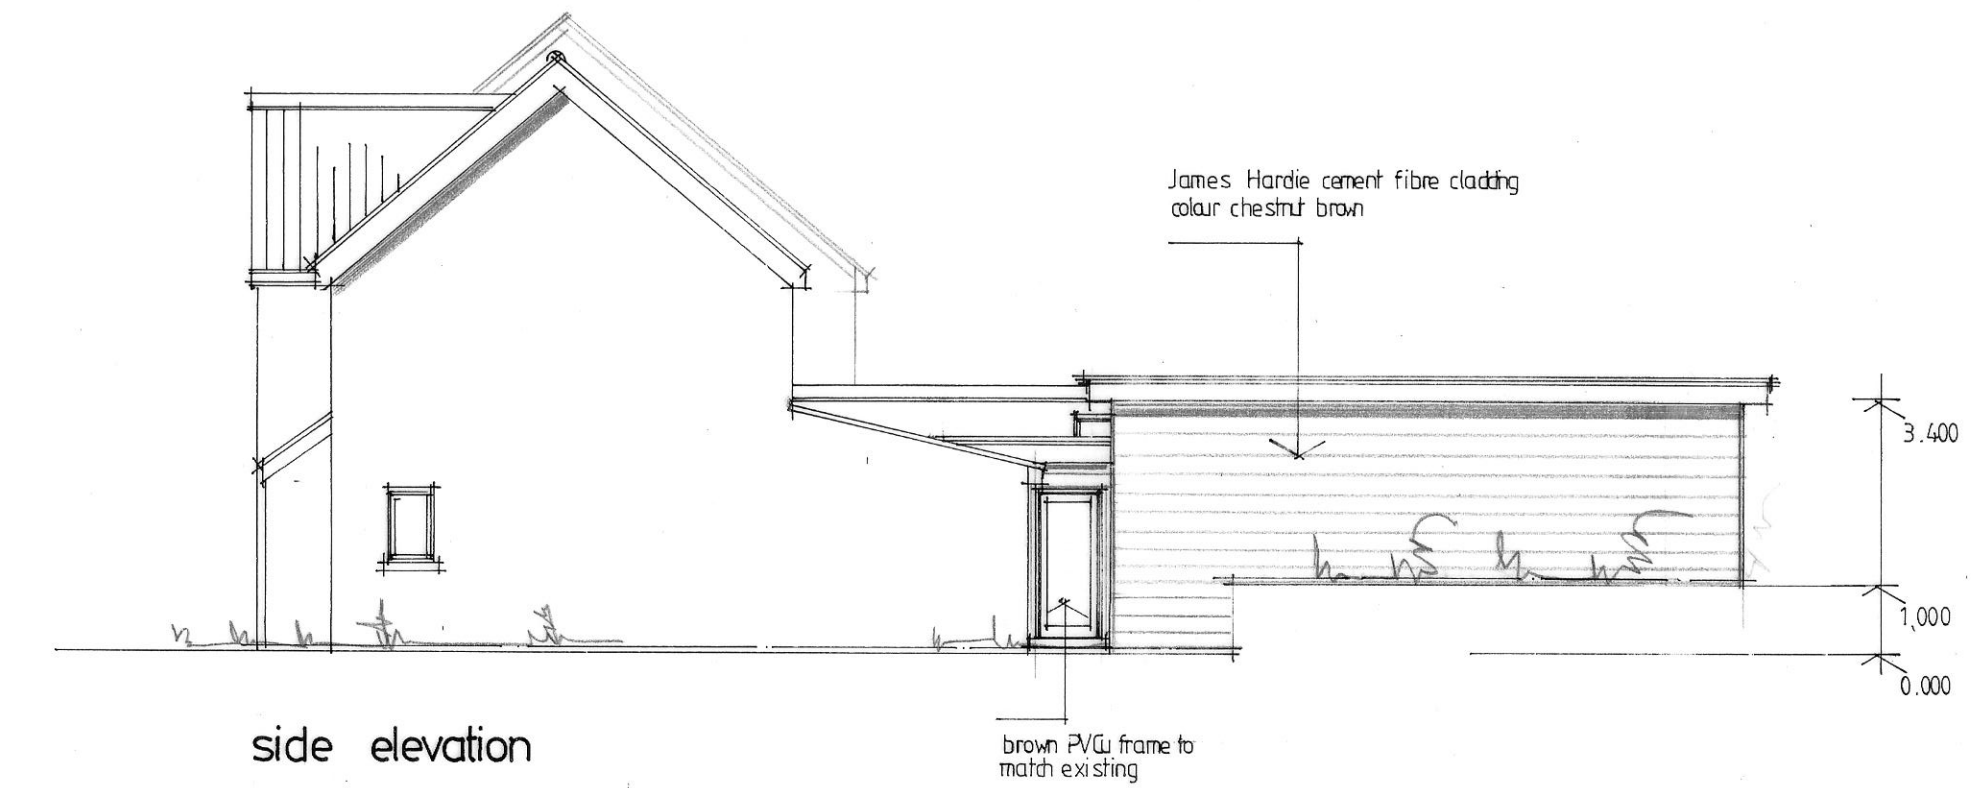 James Hardie cement fibre cladding
colour chestnut brown
3.400
1,000
0.000
side elevation
brown PVCu frame to
match existing